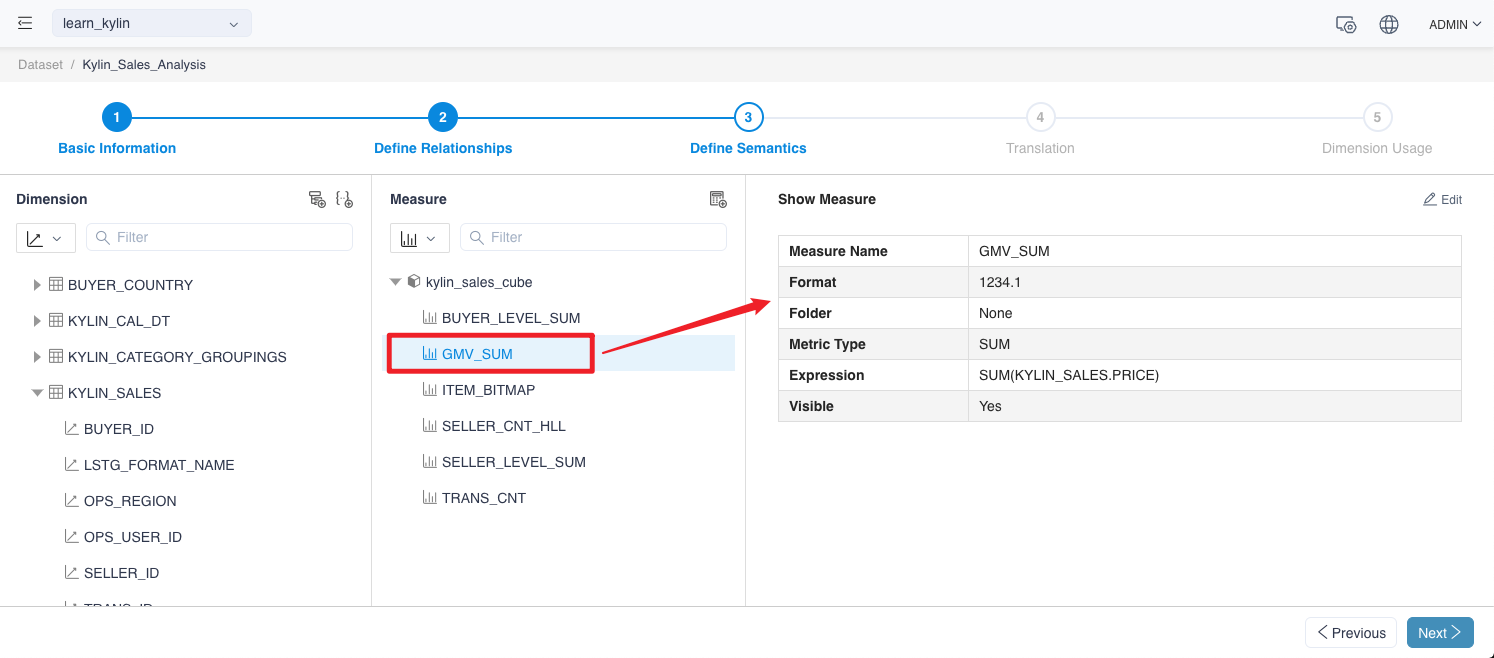 learn_kylin
ADMIN
Dataset / Kylin_Sales_Analysis
1 2 3 4 5
Basic Information Define Relationships Define Semantics Translation Dimension Usage
Dimension
Filter
BUYER_COUNTRY
KYLIN_CAL_DT
KYLIN_CATEGORY_GROUPINGS
KYLIN_SALES
BUYER_ID
LSTG_FORMAT_NAME
OPS_REGION
OPS_USER_ID
SELLER_ID
Measure
Filter
kylin_sales_cube
BUYER_LEVEL_SUM
GMV_SUM
ITEM_BITMAP
SELLER_CNT_HLL
SELLER_LEVEL_SUM
TRANS_CNT
Show Measure Edit
Measure Name GMV_SUM
Format 1234.1
Folder None
Metric Type SUM
Expression SUM(KYLIN_SALES.PRICE)
Visible Yes
Previous Next